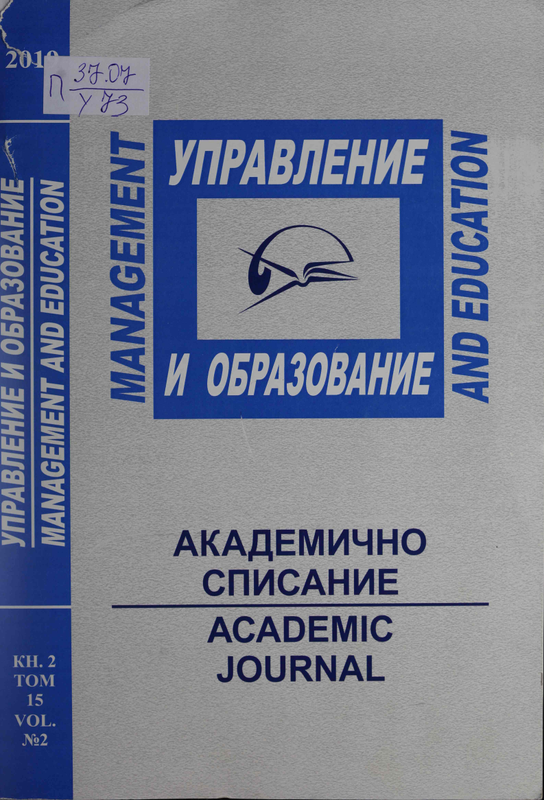 П 37.07
У 73
УПРАВЛЕНИЕ И ОБРАЗОВАНИЕ
MANAGEMENT AND EDUCATION
КН. 2
ТОМ
15
VOL.
№2
MANAGEMENT
УПРАВЛЕНИЕ
И ОБРАЗОВАНИЕ
AND EDUCATION
АКАДЕМИЧНО
СПИСАНИЕ
ACADEMIC
JOURNAL